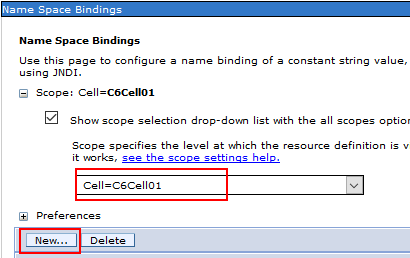 Name Space Bindings
Name Space Bindings
Use this page to configure a name binding of a constant string value,
using JNDI.
Scope: Cell=C6Cell01
Show scope selection drop-down list with the all scopes optio
Scope specifies the level at which the resource definition is v
it works, see the scope settings help.
Cell=C6Cell01
Preferences
New... Delete